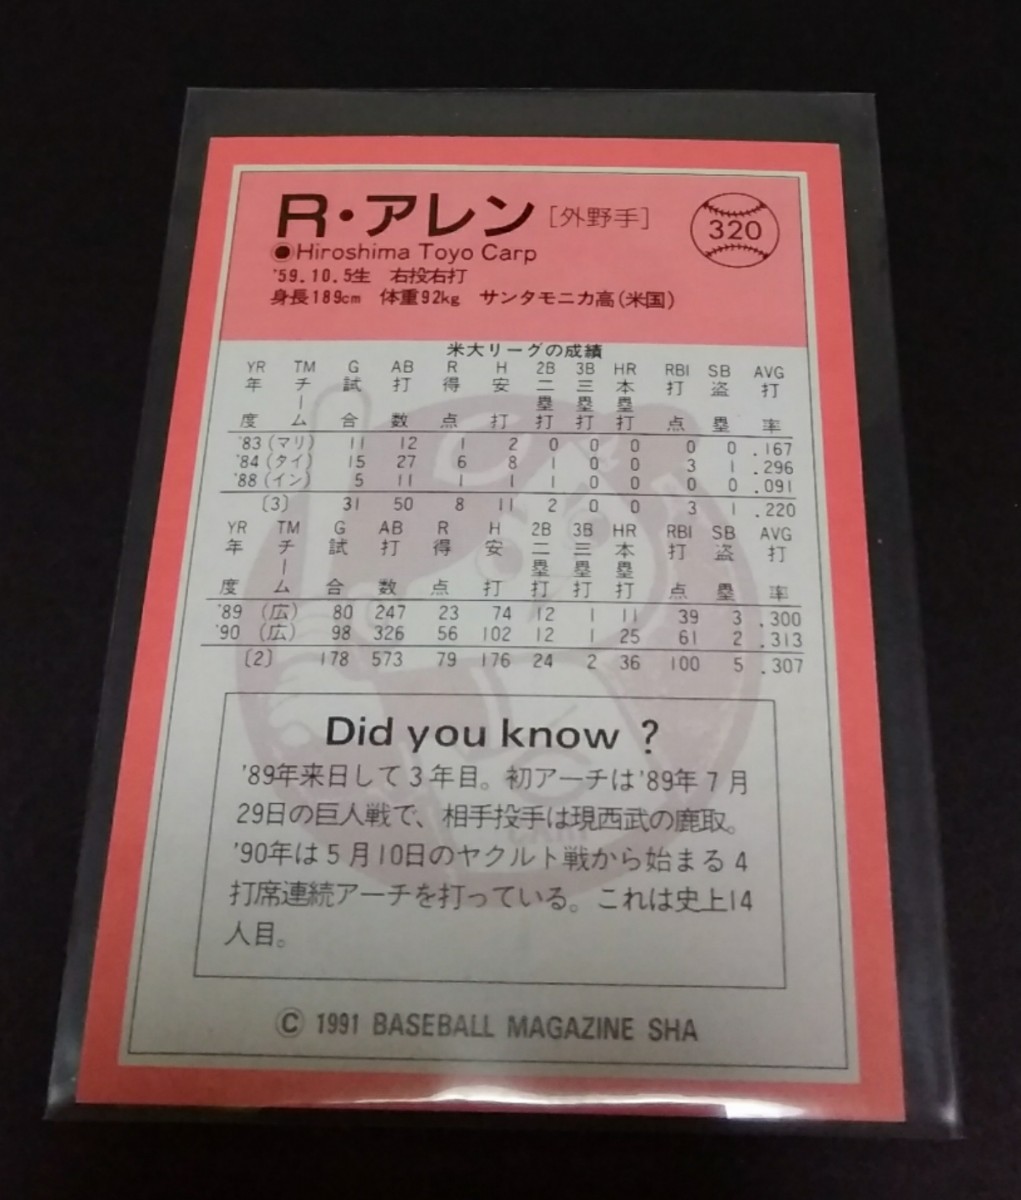 R・アレン [外野手]
320
●Hiroshima Toyo Carp
'59.10.5生 右投右打
身長189cm 体重92kg サンタモニカ高(米国)
米大リーグの成績
YR TM G AB R H 2B 3B HR RBI SB AVG
年度 チーム 試合 打数 得点 安打 二塁打 三塁打 本塁打 打点 盗塁 打率
'83(マリ) 11 12 1 2 0 0 0 0 0 .167
'84(タイ) 15 27 6 8 1 0 0 3 1 .296
'88(イン) 5 11 1 1 1 0 0 0 0 .091
〔3〕 31 50 8 11 2 0 0 3 1 .220
YR TM G AB R H 2B 3B HR RBI SB AVG
年度 チーム 試合 打数 得点 安打 二塁打 三塁打 本塁打 打点 盗塁 打率
'89 (広) 80 247 23 74 12 1 11 39 3 .300
'90 (広) 98 326 56 102 12 1 25 61 2 .313
〔2〕 178 573 79 176 24 2 36 100 5 .307
Did you know ?
'89年来日して3年目。初アーチは'89年7月
29日の巨人戦で、相手投手は現西武の鹿取。
'90年は5月10日のヤクルト戦から始まる4
打席連続アーチを打っている。これは史上14
人目。
© 1991 BASEBALL MAGAZINE SHA